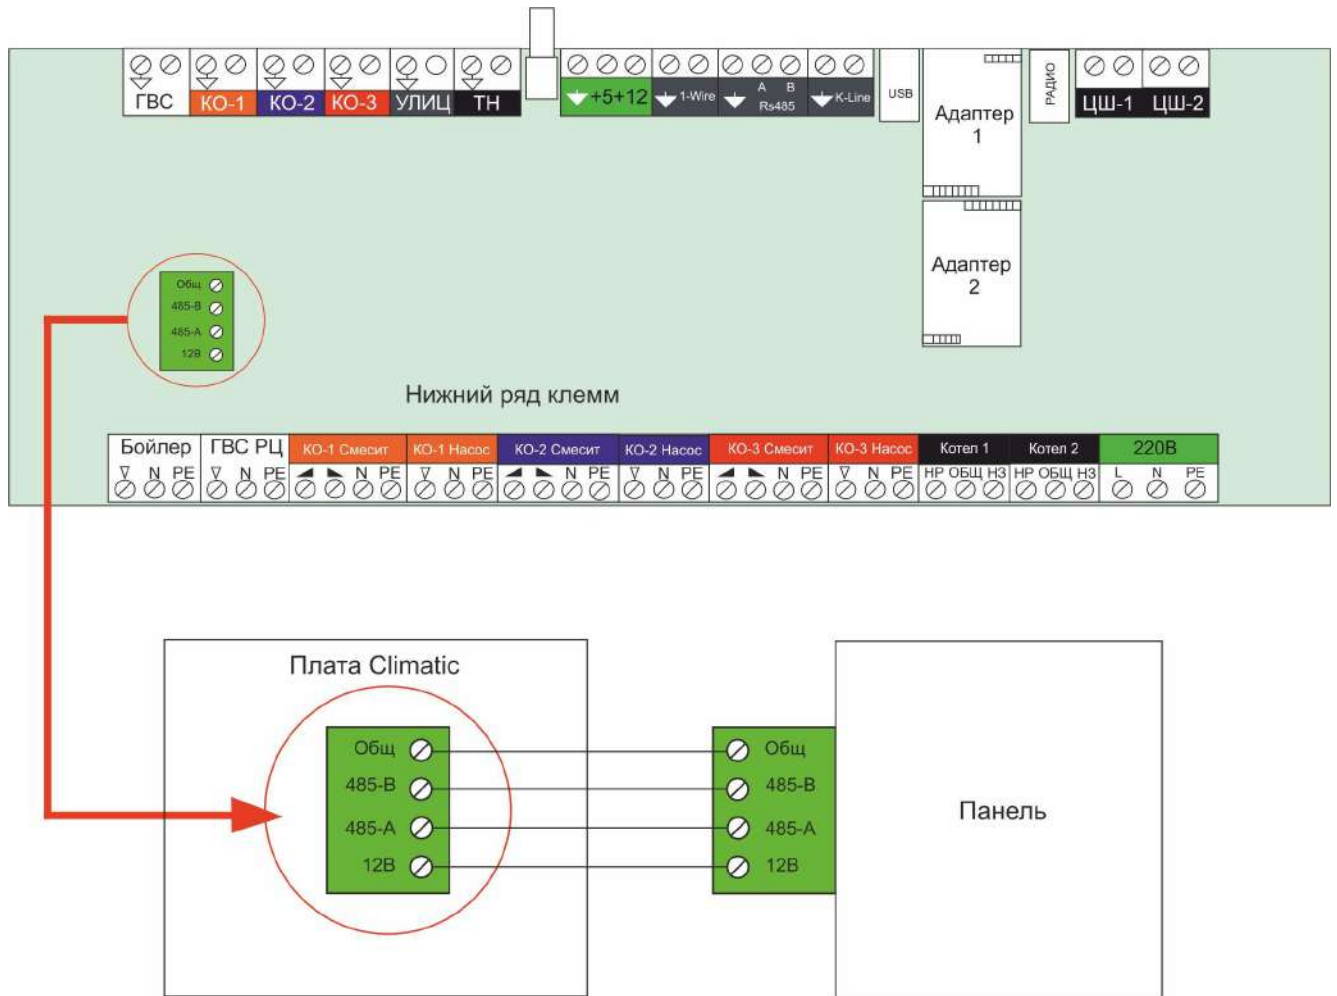 ГВС КО-1 КО-2 КО-3 УЛИЦ ТН
+5+12 1-Wire A B Rs485 K-Line
USB
Адаптер
1
РАДИО
ЦШ-1 ЦШ-2
Адаптер
2
Общ
485-B
485-A
12В
Нижний ряд клемм
Бойлер ГВС РЦ КО-1 Смесит КО-1 Насос КО-2 Смесит КО-2 Насос КО-3 Смесит КО-3 Насос Котел 1 Котел 2 220В
N PE N PE N PE N PE N PE N PE N PE N PE НР ОБЩ НЗ НР ОБЩ НЗ L N PE
Плата Climatic
Общ
485-B
485-A
12В
Общ
485-B
485-A
12В
Панель